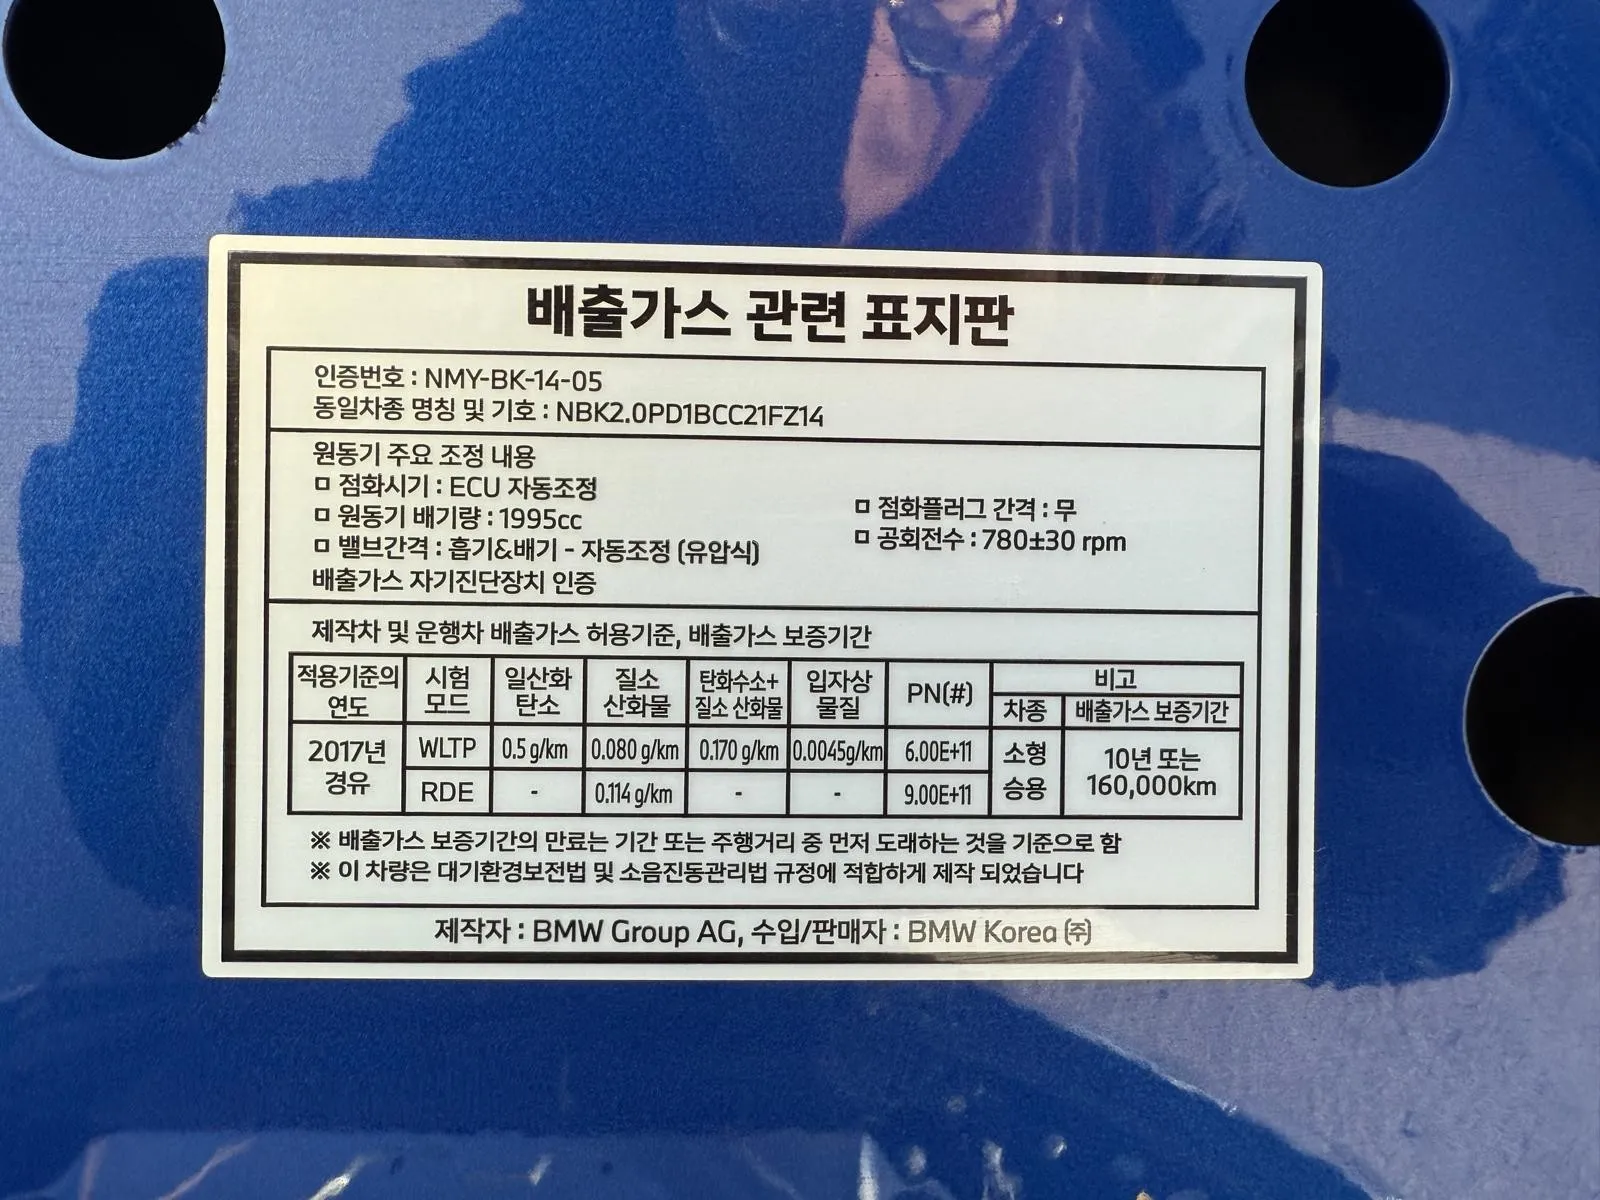 배출가스 관련 표지판
인증번호 : NMY-BK-14-05
동일차종 명칭 및 기호 : NBK2.0PD1BCC21FZ14
원동기 주요 조정 내용
□ 점화시기 : ECU 자동조정
□ 점화플러그 간격 : 무
□ 원동기 배기량 : 1995cc
□ 공회전수 : 780±30 rpm
□ 밸브간격 : 흡기&배기 - 자동조정 (유압식)
배출가스 자기진단장치 인증
제작차 및 운행차 배출가스 허용기준, 배출가스 보증기간
적용기준의 연도 시험 모드 일산화 탄소 질소 산화물 탄화수소+ 질소 산화물 입자상 물질 PN(#) 비고
차종 배출가스 보증기간
2017년 경유 WLTP 0.5 g/km 0.080 g/km 0.170 g/km 0.0045g/km 6.00E+11 소형 승용 10년 또는 160,000km
RDE - 0.114 g/km - - 9.00E+11
※ 배출가스 보증기간의 만료는 기간 또는 주행거리 중 먼저 도래하는 것을 기준으로 함
※ 이 차량은 대기환경보전법 및 소음진동관리법 규정에 적합하게 제작 되었습니다
제작자 : BMW Group AG, 수입/판매자 : BMW Korea ㈜